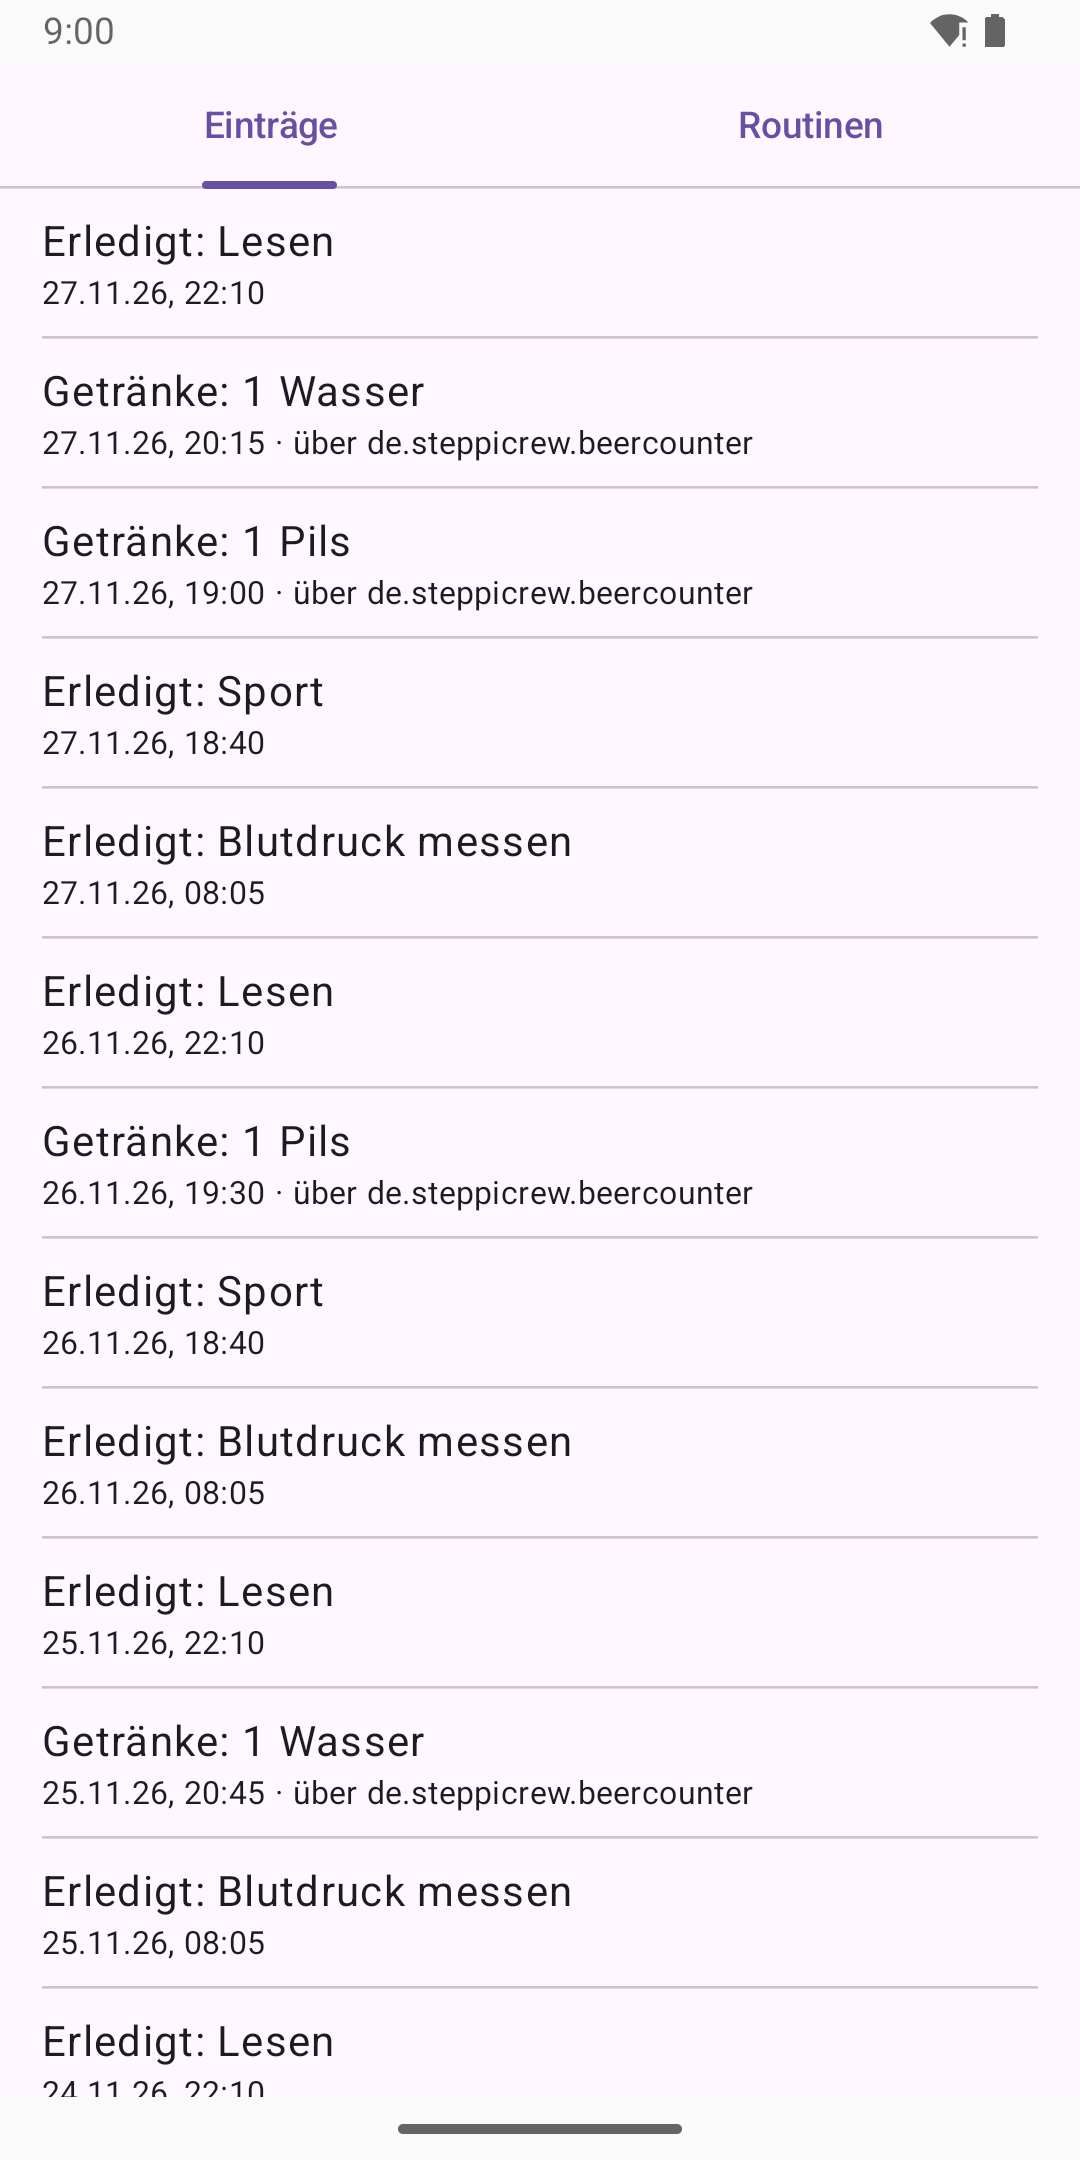 9:00
Einträge
Routinen
Erledigt: Lesen
27.11.26, 22:10
Getränke: 1 Wasser
27.11.26, 20:15 · über de.steppicrew.beercounter
Getränke: 1 Pils
27.11.26, 19:00 · über de.steppicrew.beercounter
Erledigt: Sport
27.11.26, 18:40
Erledigt: Blutdruck messen
27.11.26, 08:05
Erledigt: Lesen
26.11.26, 22:10
Getränke: 1 Pils
26.11.26, 19:30 · über de.steppicrew.beercounter
Erledigt: Sport
26.11.26, 18:40
Erledigt: Blutdruck messen
26.11.26, 08:05
Erledigt: Lesen
25.11.26, 22:10
Getränke: 1 Wasser
25.11.26, 20:45 · über de.steppicrew.beercounter
Erledigt: Blutdruck messen
25.11.26, 08:05
Erledigt: Lesen
24.11.26, 22:10